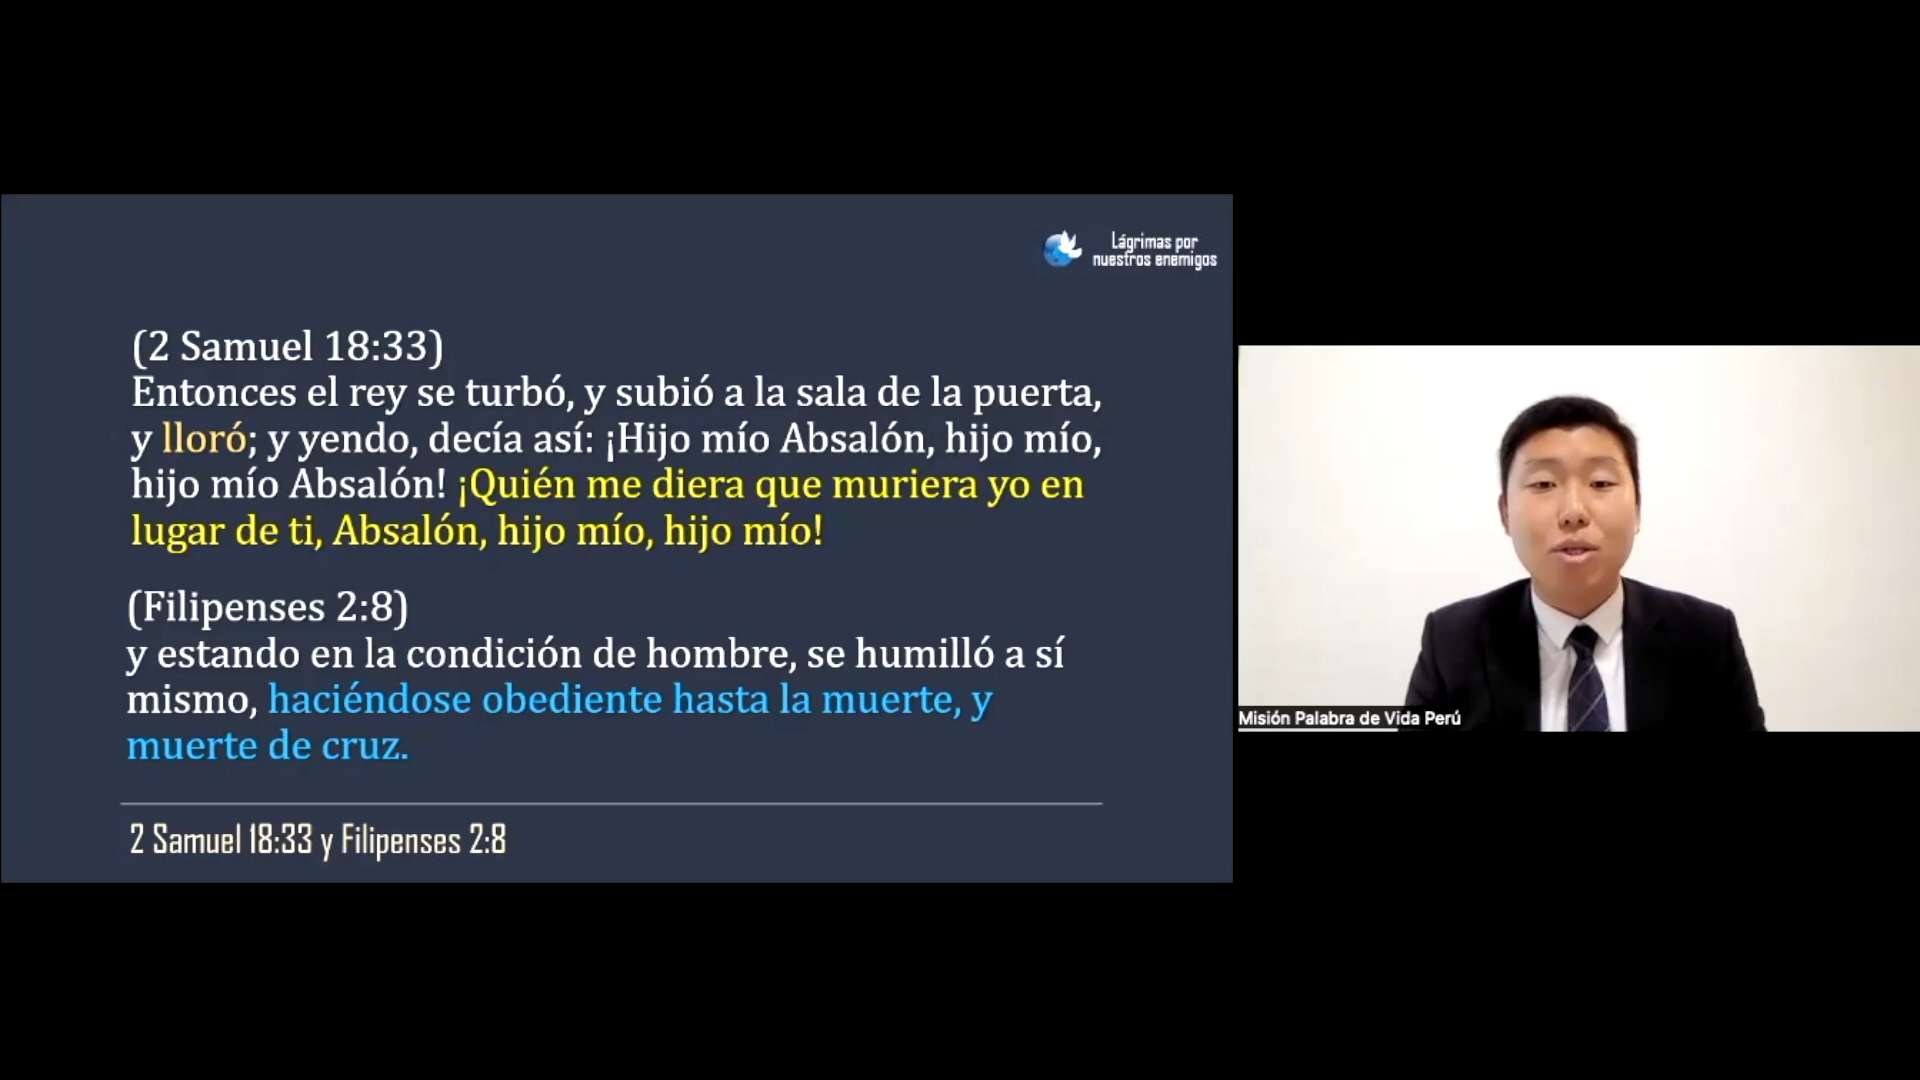 Lágrimas por
nuestros enemigos
(2 Samuel 18:33)
Entonces el rey se turbó, y subió a la sala de la puerta,
y lloró; y yendo, decía así: ¡Hijo mío Absalón, hijo mío,
hijo mío Absalón! ¡Quién me diera que muriera yo en
lugar de ti, Absalón, hijo mío, hijo mío!
(Filipenses 2:8)
y estando en la condición de hombre, se humilló a sí
mismo, haciéndose obediente hasta la muerte, y
muerte de cruz.
2 Samuel 18:33 y Filipenses 2:8
Misión Palabra de Vida Perú